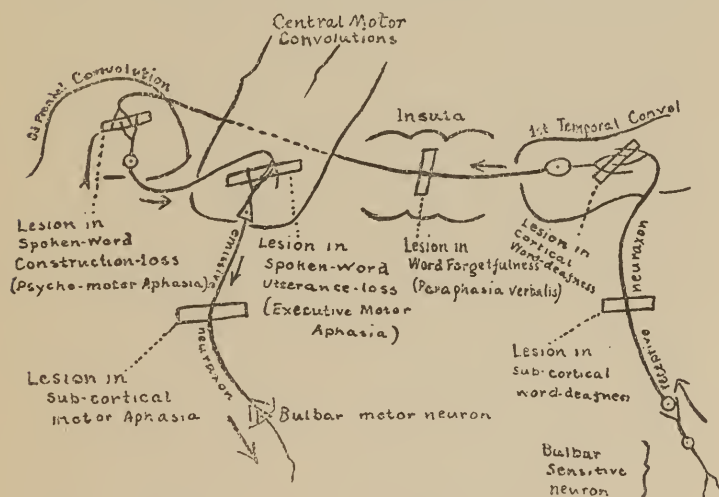 Central Motor
Convolutions
3d Frontal Convolution
Insula
1st Temporal Convol
Lesion in
Spoken-Word
Construction-loss
(Psycho-motor Aphasia)
Lesion in
Spoken-Word
Utterance-loss
(Executive Motor
Aphasia)
Lesion in
Word Forgetfulness
(Paraphasia Verbalis)
Lesion in
Cortical
Word-deafness
emissive
neuraxon
neuraxon
receptive
Lesion in
Sub-cortical
word-deafness
Lesion in
Sub-cortical
motor Aphasia
Bulbar motor neuron
Bulbar
Sensitive
neuron